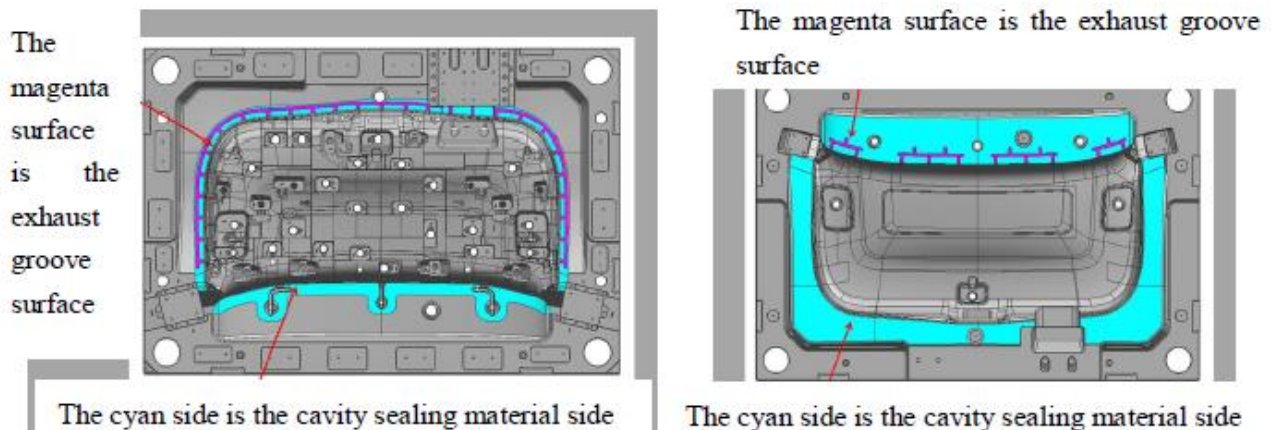 The
magenta
surface
is the
exhaust
groove
surface
The cyan side is the cavity sealing material side
The magenta surface is the exhaust groove
surface
The cyan side is the cavity sealing material side